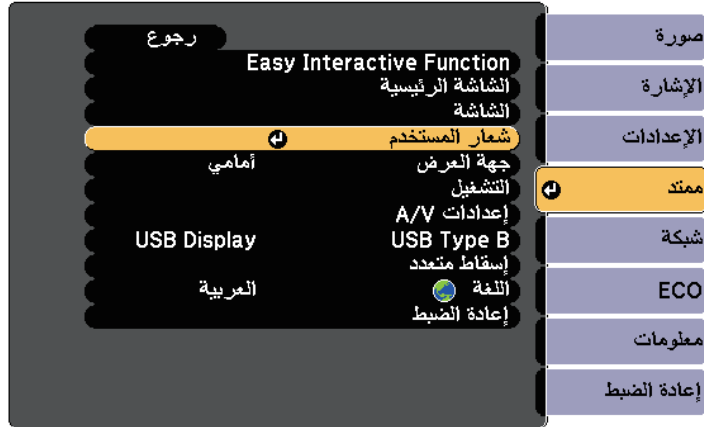 رجوع
Easy Interactive Function
الشاشة الرئيسية
الشاشة
شعار المستخدم
جهة العرض أمامي
التشغيل
إعدادات A/V
USB Type B USB Display
إسقاط متعدد
اللغة العربية
إعادة الضبط
صورة
الإشارة
الإعدادات
ممتد
شبكة
ECO
معلومات
إعادة الضبط